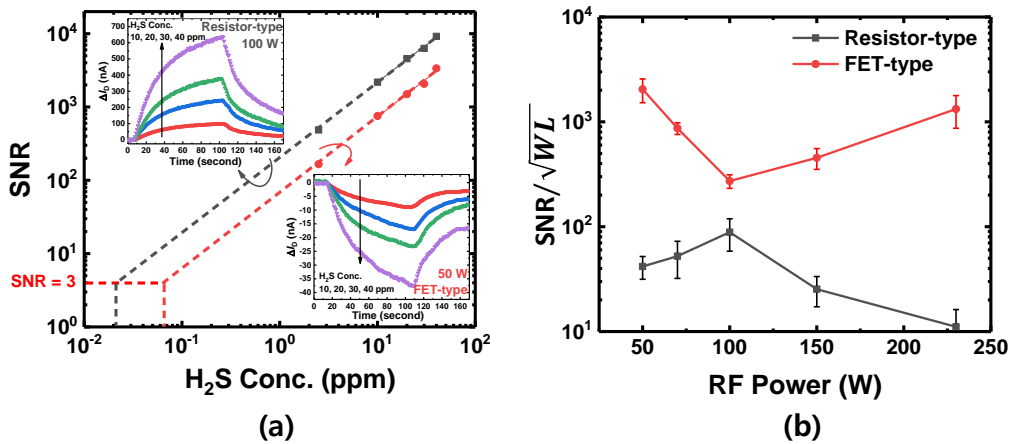 (a)
SNR
10⁴
10³
10²
10¹
10⁰
SNR = 3
10⁻²
10⁻¹
10⁰
10¹
10²
H₂S Conc. (ppm)
H₂S Conc.
10, 20, 30, 40 ppm
Resistor-type
100 W
ΔI_D (nA)
700
600
500
400
300
200
100
0
0 20 40 60 80 100 120 140 160
Time (second)
ΔI_D (nA)
0
-5
-10
-15
-20
-25
-30
-35
-40
H₂S Conc.
10, 20, 30, 40 ppm
50 W
FET-type
0 20 40 60 80 100 120 140 160
Time (second)
(a)
SNR/√WL
10⁴
10³
10²
10¹
Resistor-type
FET-type
50 100 150 200 250
RF Power (W)
(b)